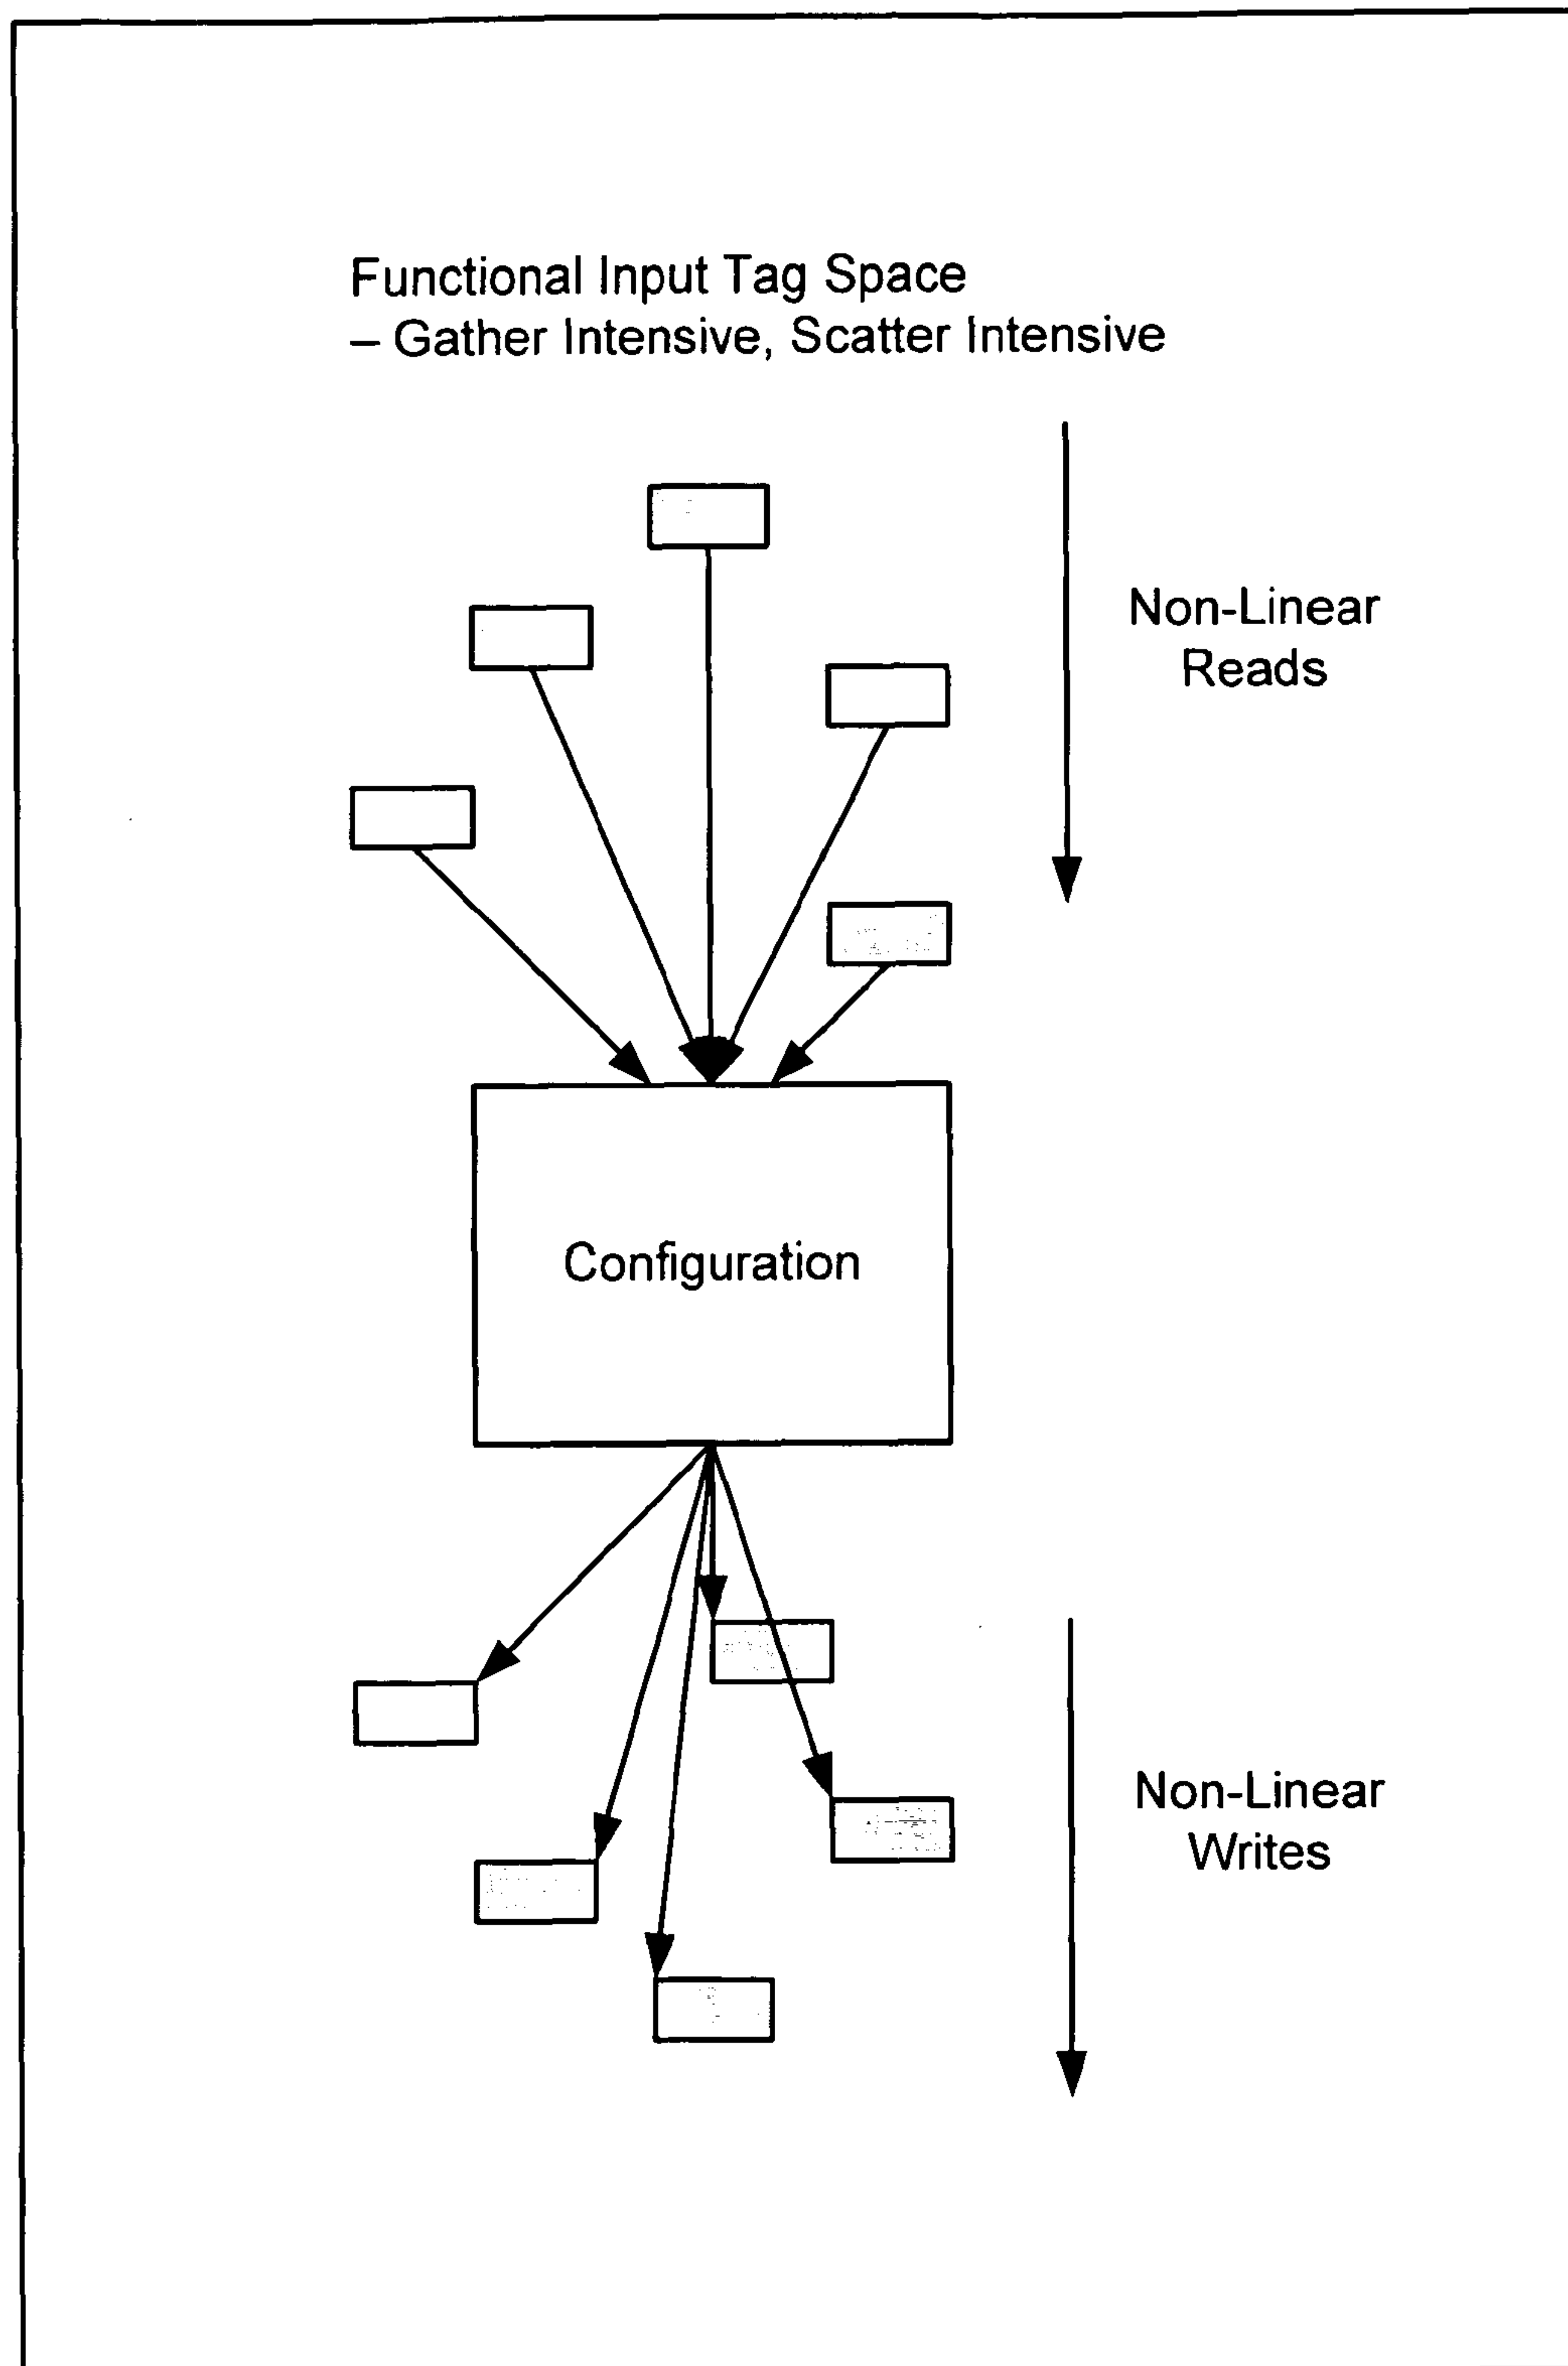 Functional Input Tag Space
– Gather Intensive, Scatter Intensive
Non-Linear
Reads
Configuration
Non-Linear
Writes